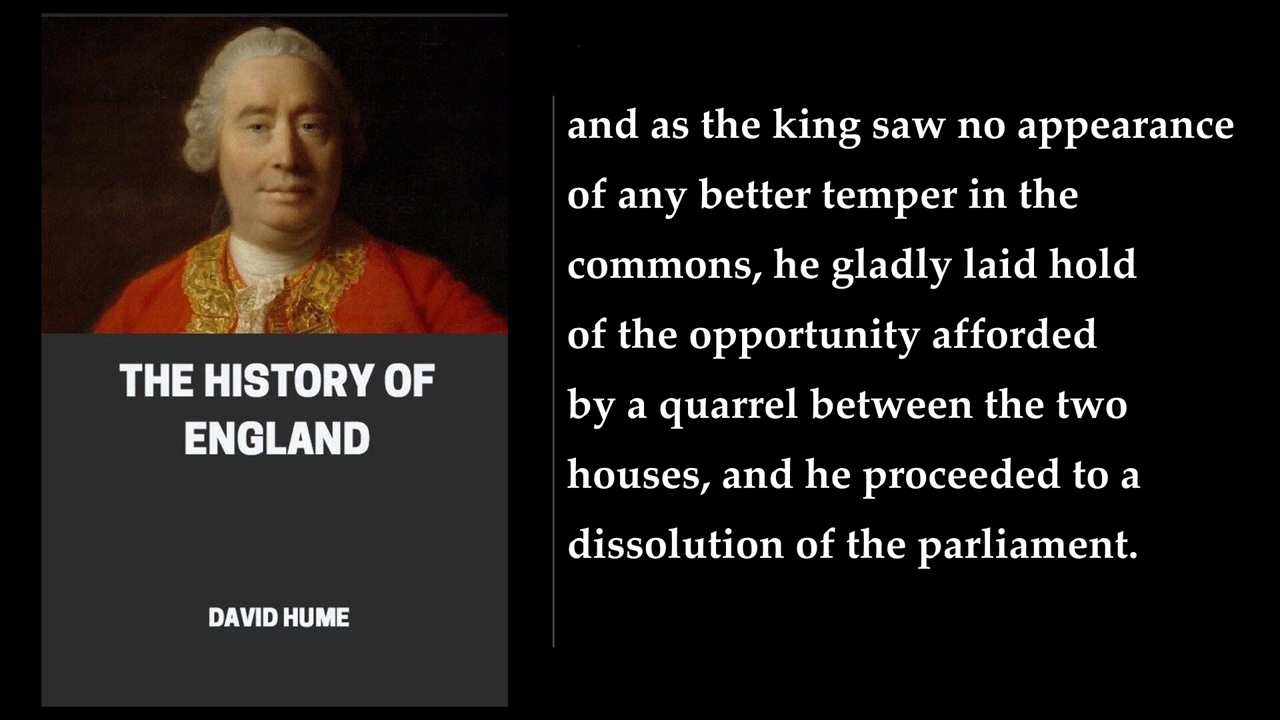 THE HISTORY OF
ENGLAND
DAVID HUME
and as the king saw no appearance
of any better temper in the
commons, he gladly laid hold
of the opportunity afforded
by a quarrel between the two
houses, and he proceeded to a
dissolution of the parliament.